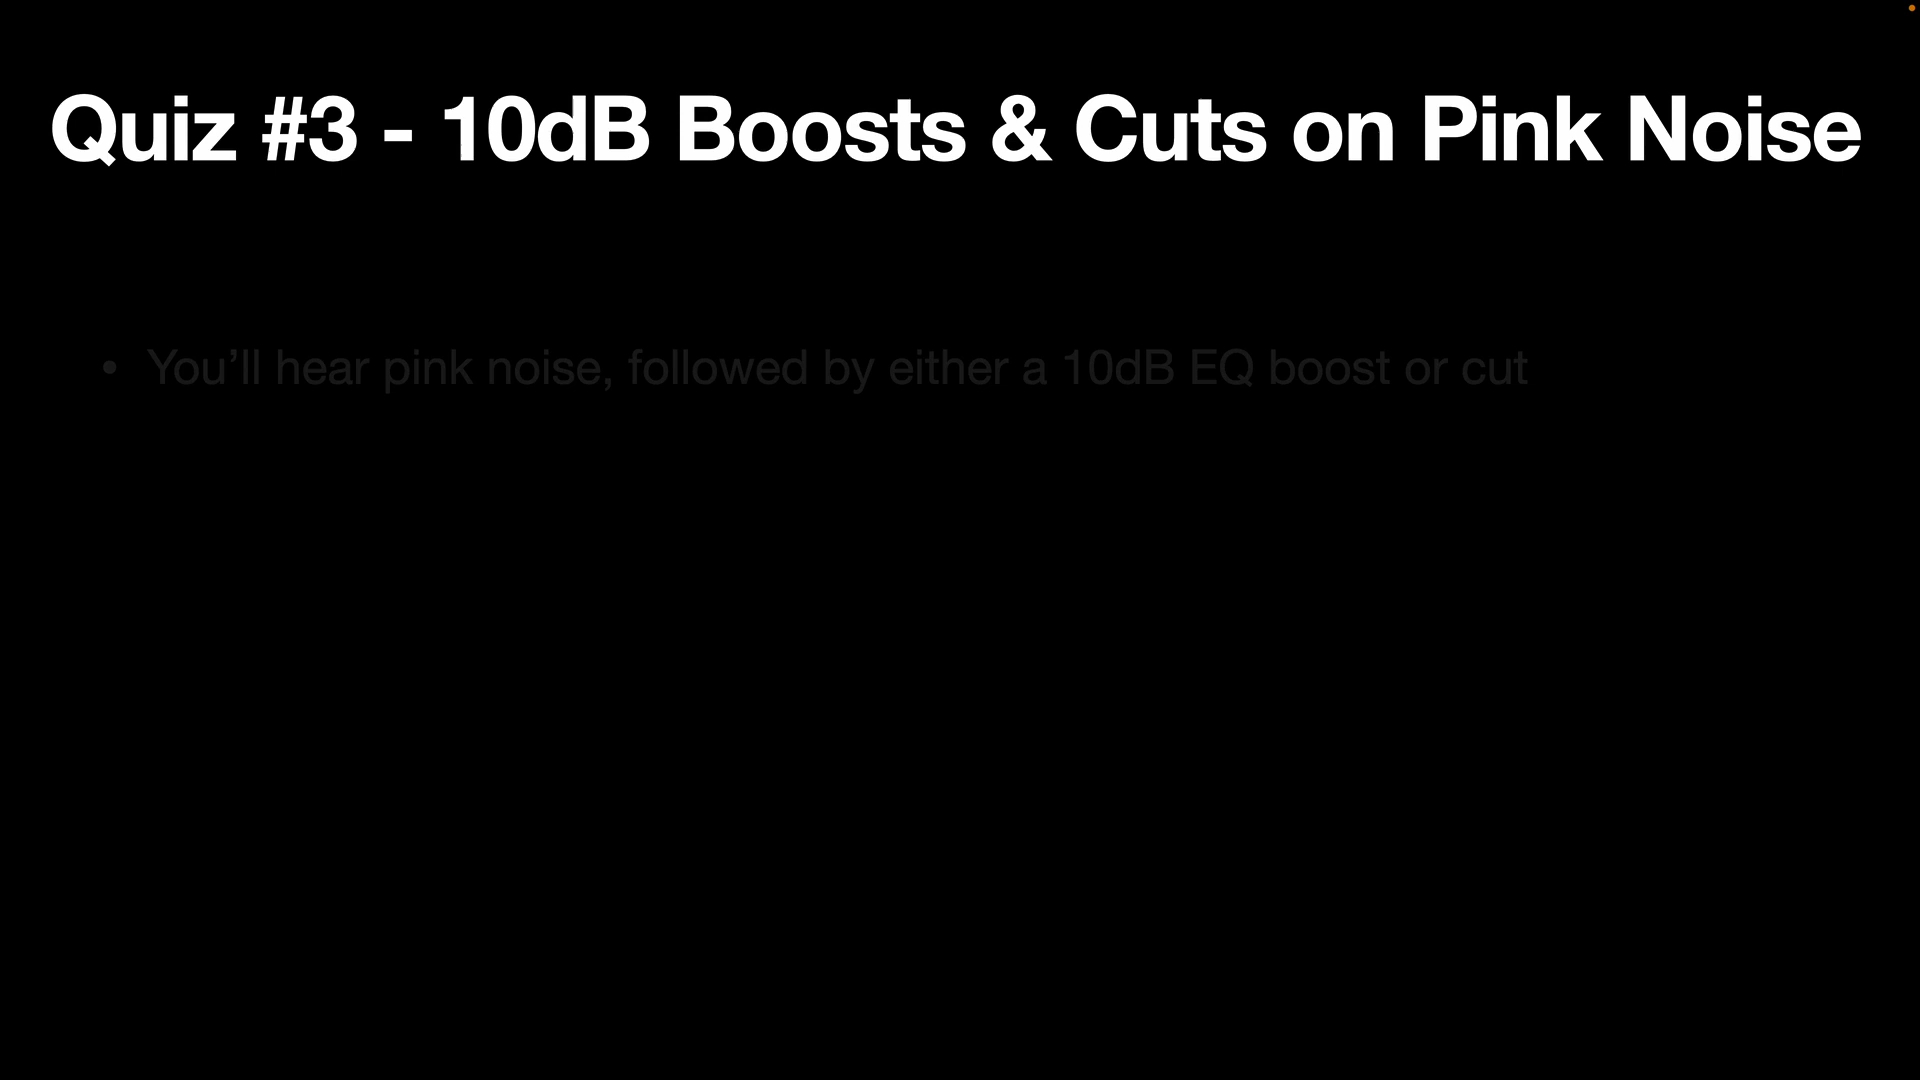 Quiz #3 - 10dB Boosts & Cuts on Pink Noise
• You’ll hear pink noise, followed by either a 10dB EQ boost or cut